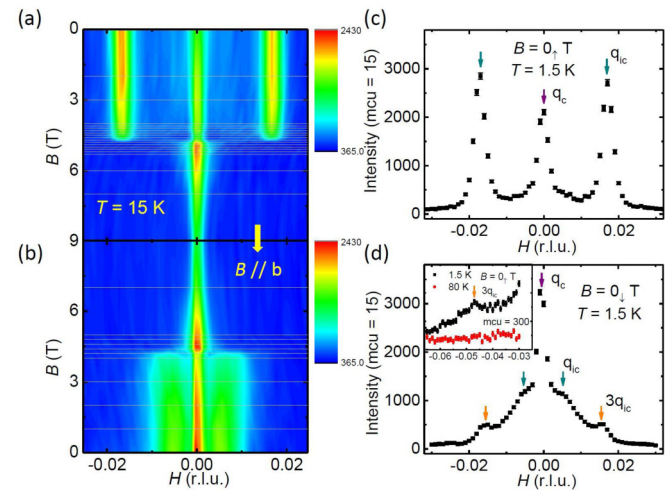 (a)
0
3
6
9
B (T)
T = 15 K
B // b
2430
365.0
(b)
6
3
0
B (T)
2430
365.0
-0.02
0.00
0.02
H (r.l.u.)
(c)
B = 0↑ T
T = 1.5 K
q_ic
q_c
3000
2000
1000
0
Intensity (mcu = 15)
-0.02
0.00
0.02
H (r.l.u.)
(d)
1.5 K
80 K
B = 0↑ T
3q_ic
mcu = 300
-0.06
-0.05
-0.04
-0.03
q_c
B = 0↓ T
T = 1.5 K
q_ic
3q_ic
3000
2000
1000
0
Intensity (mcu = 15)
-0.02
0.00
0.02
H (r.l.u.)